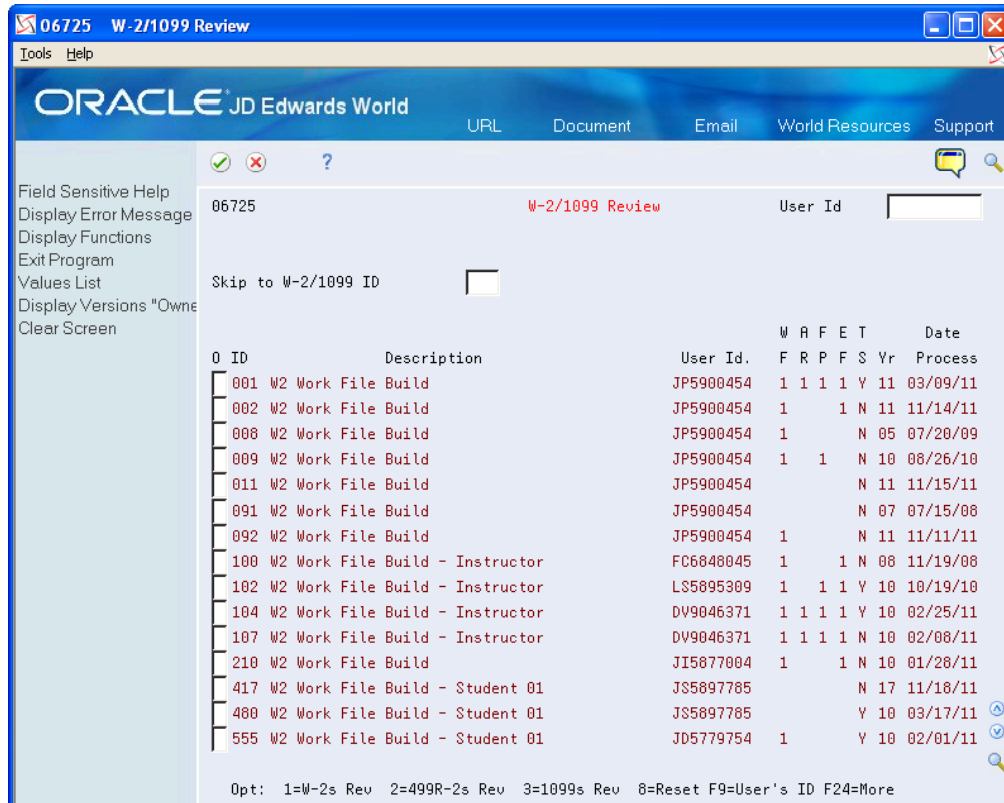 06725 W-2/1099 Review
Tools Help
ORACLE JD Edwards World
URL Document Email World Resources Support
?
Field Sensitive Help
Display Error Message
Display Functions
Exit Program
Values List
Display Versions "Owne
Clear Screen
06725 W-2/1099 Review User Id
Skip to W-2/1099 ID
W A F E T Date
O ID Description User Id. F R P F S Yr Process
001 W2 Work File Build JP5900454 1 1 1 1 Y 11 03/09/11
002 W2 Work File Build JP5900454 1 1 N 11 11/14/11
008 W2 Work File Build JP5900454 1 N 05 07/20/09
009 W2 Work File Build JP5900454 1 1 N 10 08/26/10
011 W2 Work File Build JP5900454 N 11 11/15/11
091 W2 Work File Build JP5900454 N 07 07/15/08
092 W2 Work File Build JP5900454 1 N 11 11/11/11
100 W2 Work File Build - Instructor FC6848045 1 1 N 08 11/19/08
102 W2 Work File Build - Instructor LS5895309 1 1 1 Y 10 10/19/10
104 W2 Work File Build - Instructor DV9046371 1 1 1 1 Y 10 02/25/11
107 W2 Work File Build - Instructor DV9046371 1 1 1 1 N 10 02/08/11
210 W2 Work File Build JI5877004 1 1 N 10 01/28/11
417 W2 Work File Build - Student 01 JS5897785 N 17 11/18/11
480 W2 Work File Build - Student 01 JS5897785 Y 10 03/17/11
555 W2 Work File Build - Student 01 JD5779754 1 Y 10 02/01/11
Opt: 1=W-2s Rev 2=499R-2s Rev 3=1099s Rev 8=Reset F9=User's ID F24=More